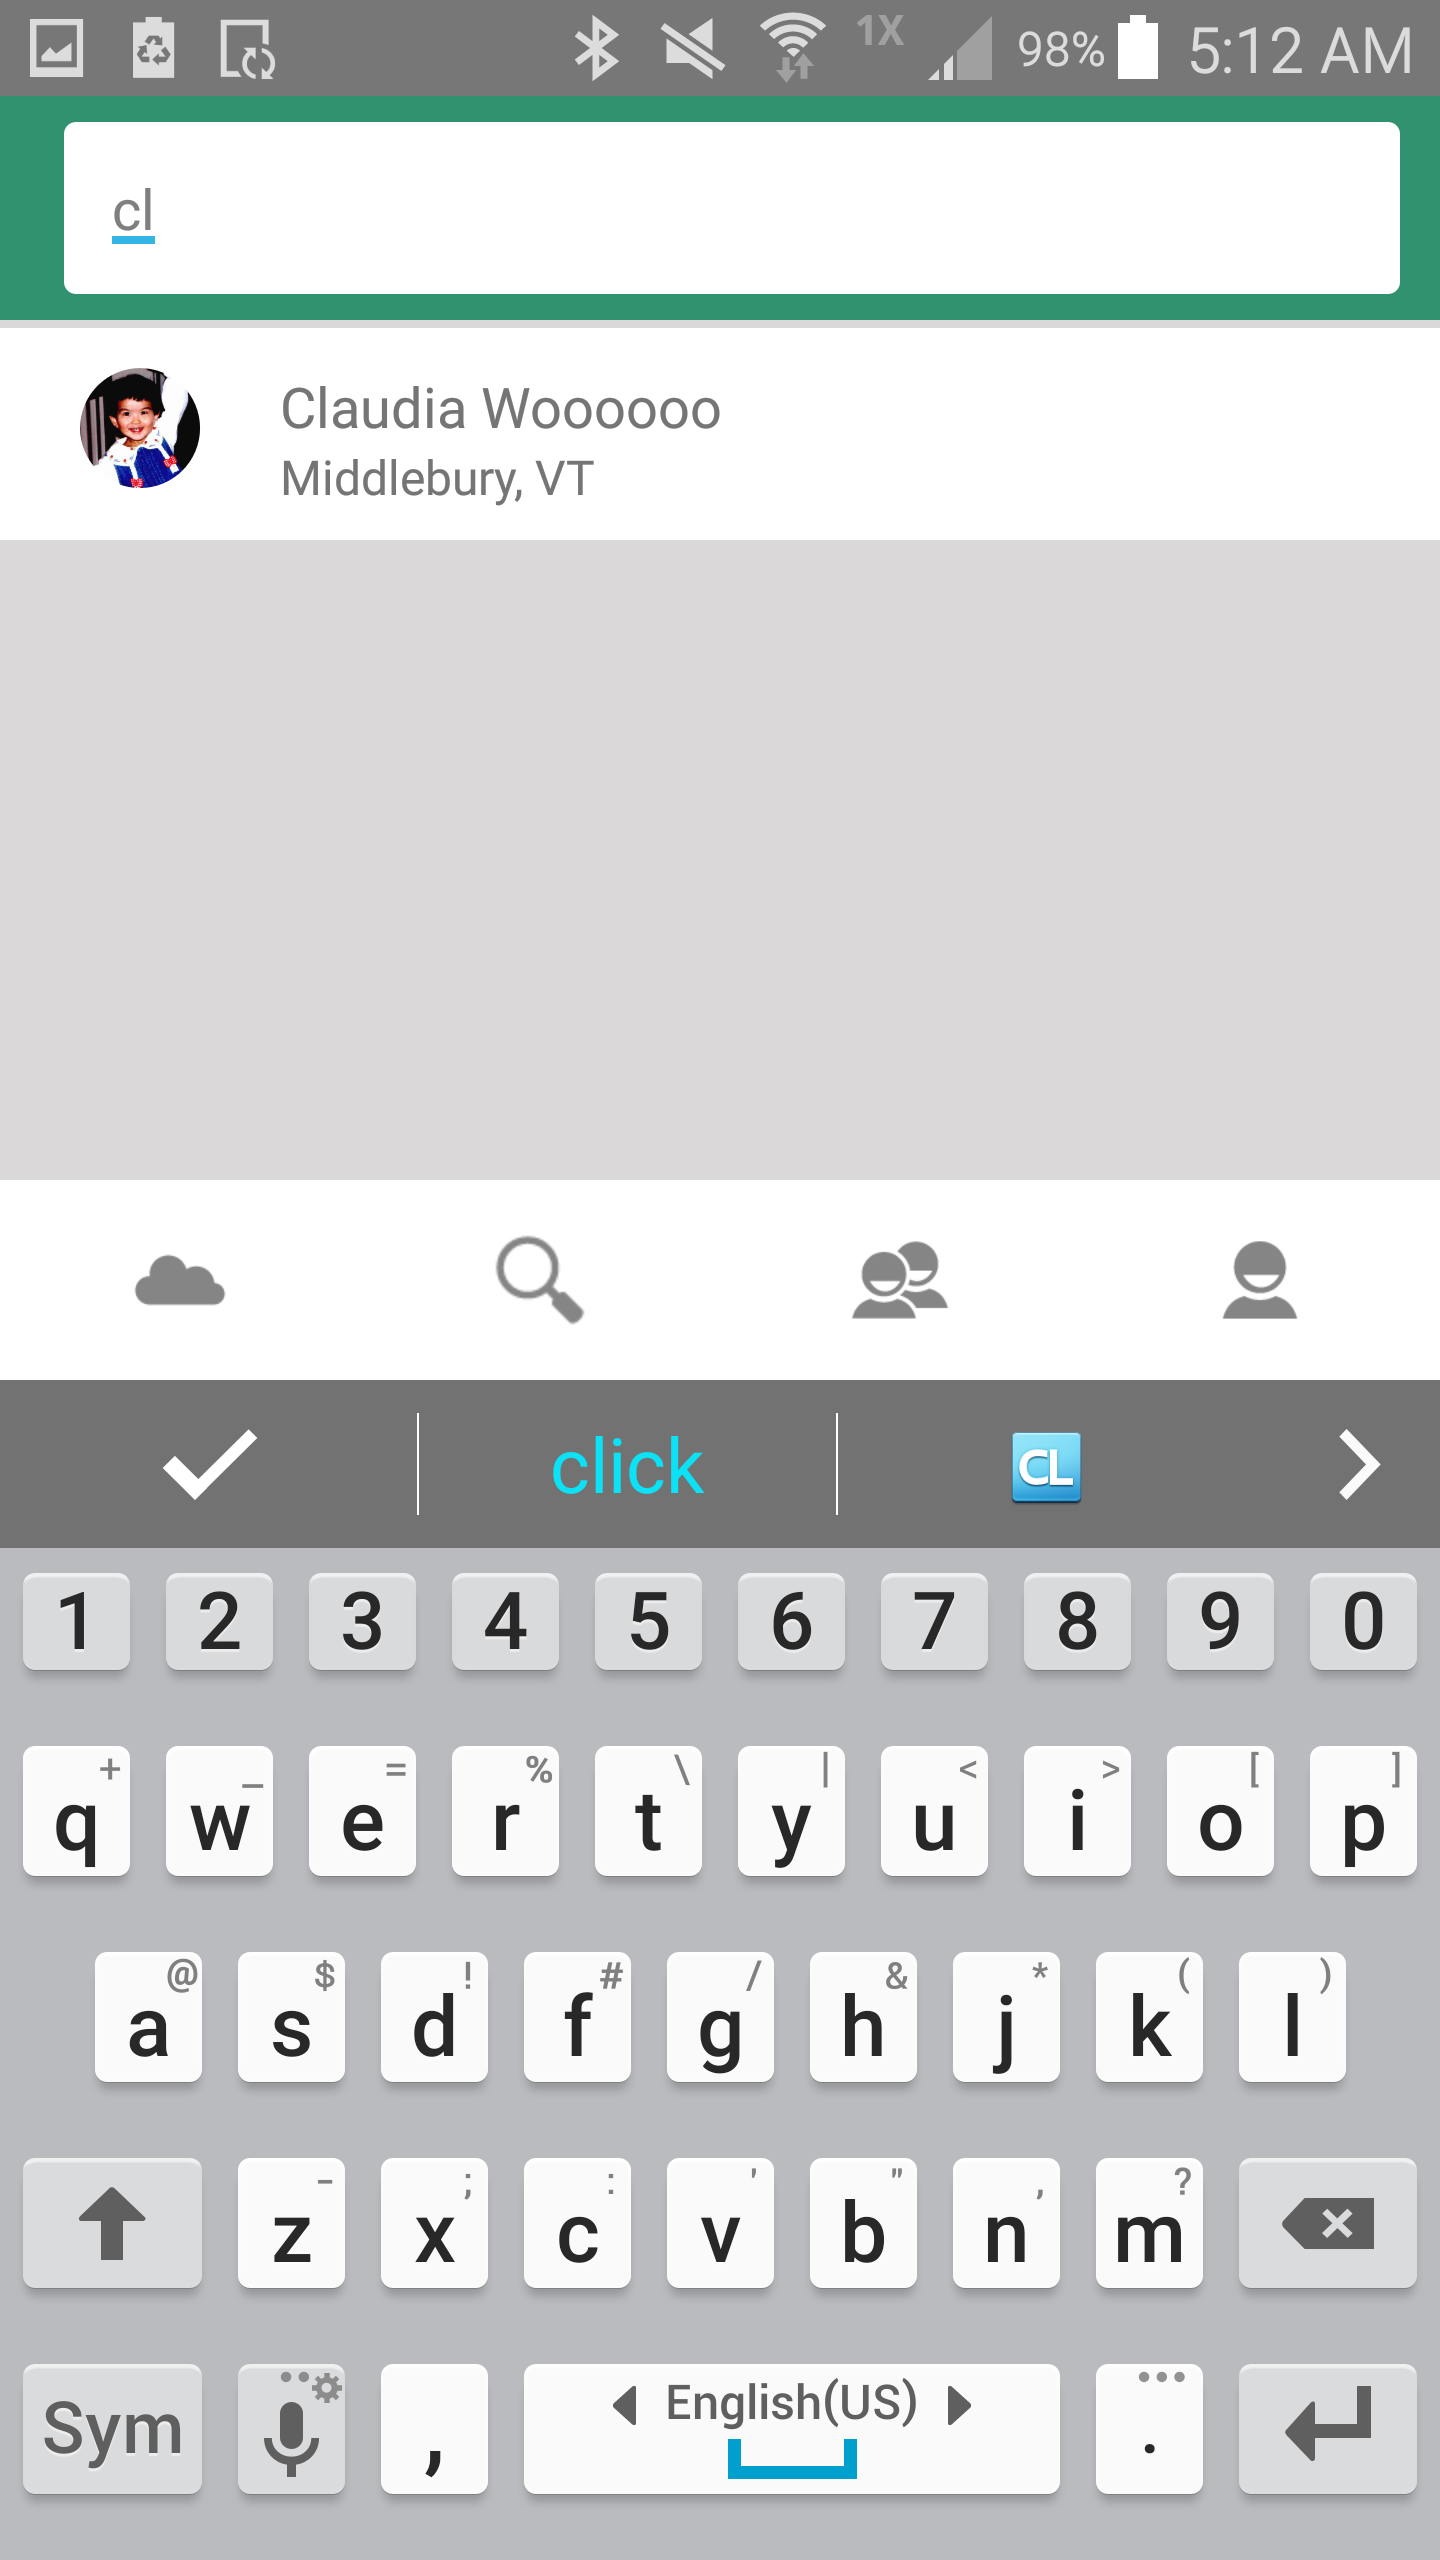 1X 98% 5:12 AM
cl
Claudia Woooooo
Middlebury, VT
click CL
1 2 3 4 5 6 7 8 9 0
+ _ = % \ | < > [ ]
q w e r t y u i o p
@ $ ! # / & * ( )
a s d f g h j k l
- ; : ' " , ?
z x c v b n m
Sym , English(US) .